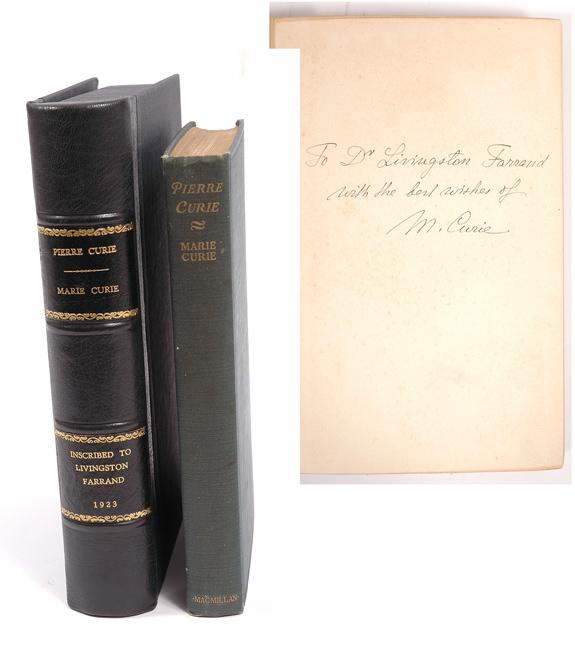 PIERRE CURIE
MARIE CURIE
INSCRIBED TO
LIVINGSTON
FARRAND
1923
PIERRE
CURIE
MARIE
CURIE
·MACMILLAN·
To Dr Livingston Farraud
with the best wishes of
M. Curie